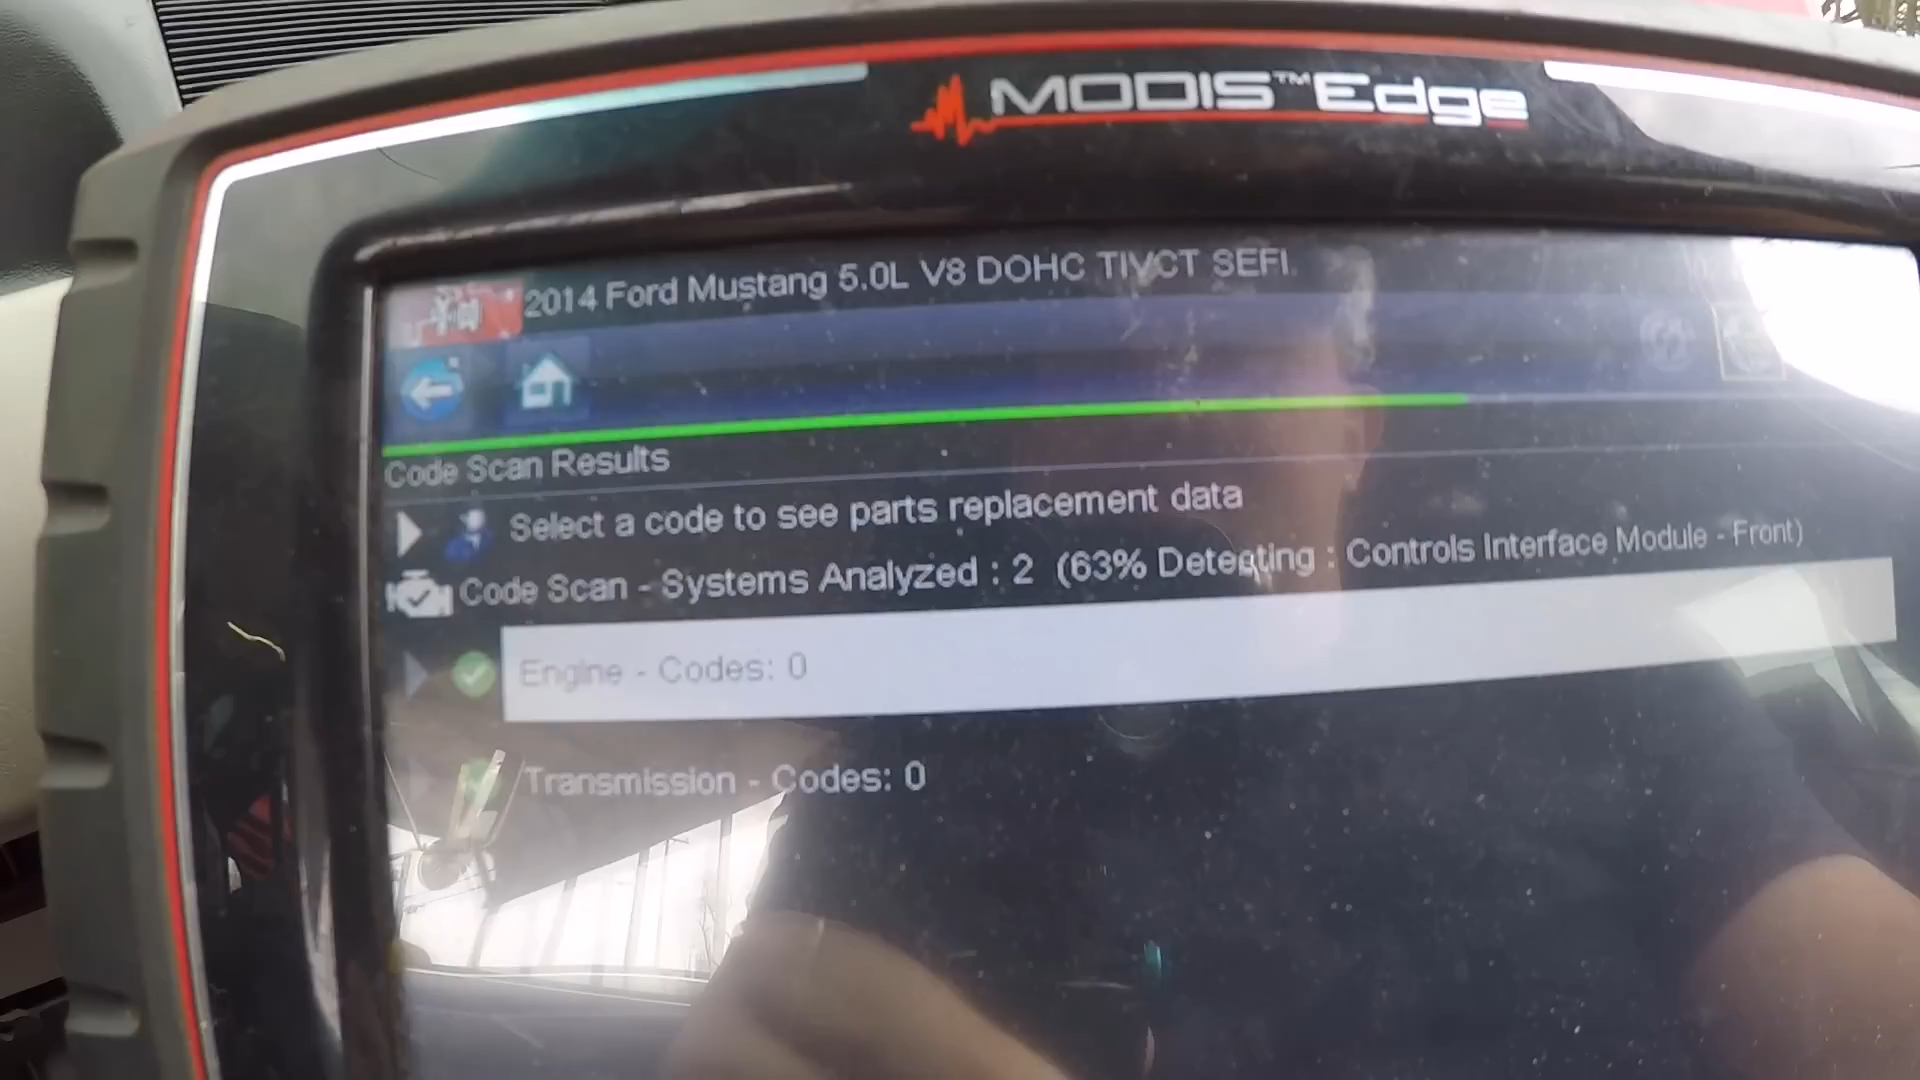 MODIS™ Edge
2014 Ford Mustang 5.0L V8 DOHC TIVCT SEFI
Code Scan Results
Select a code to see parts replacement data
Code Scan - Systems Analyzed : 2 (63% Detecting : Controls Interface Module - Front)
Engine - Codes: 0
Transmission - Codes: 0